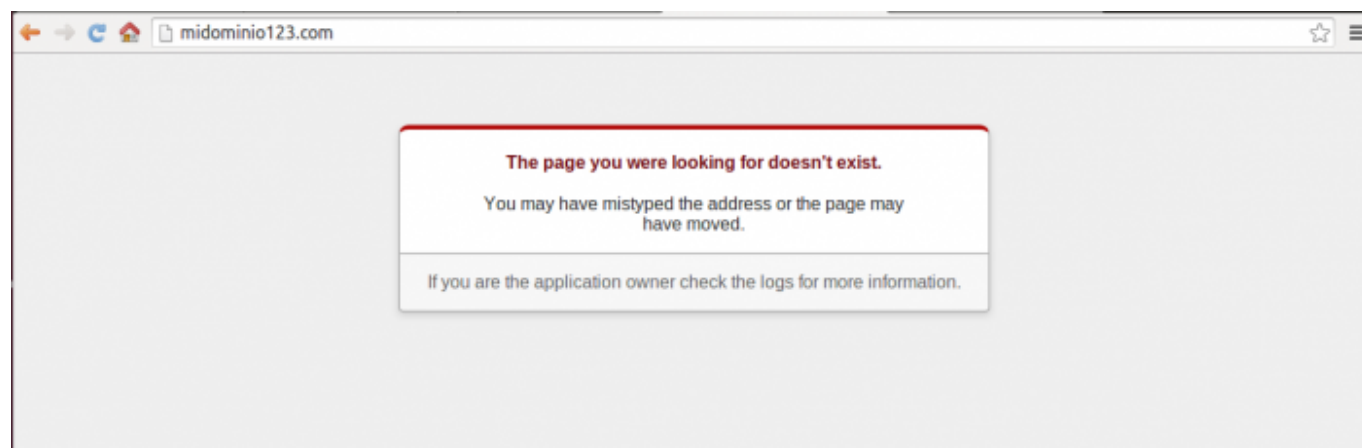 midominio123.com
The page you were looking for doesn't exist.
You may have mistyped the address or the page may
have moved.
If you are the application owner check the logs for more information.